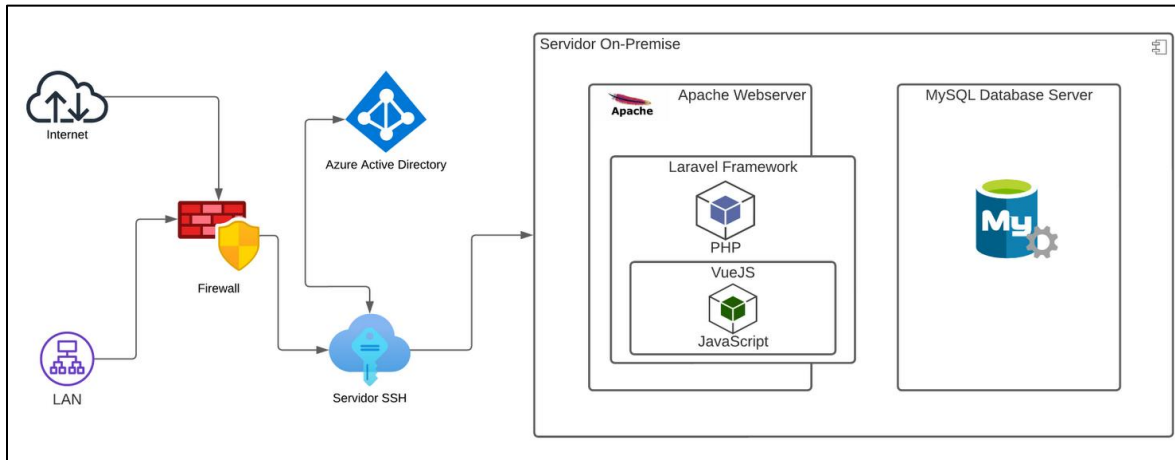 Servidor On-Premise
Internet
Azure Active Directory
Apache
Apache Webserver
MySQL Database Server
Laravel Framework
PHP
My
VueJS
JavaScript
Firewall
LAN
Servidor SSH